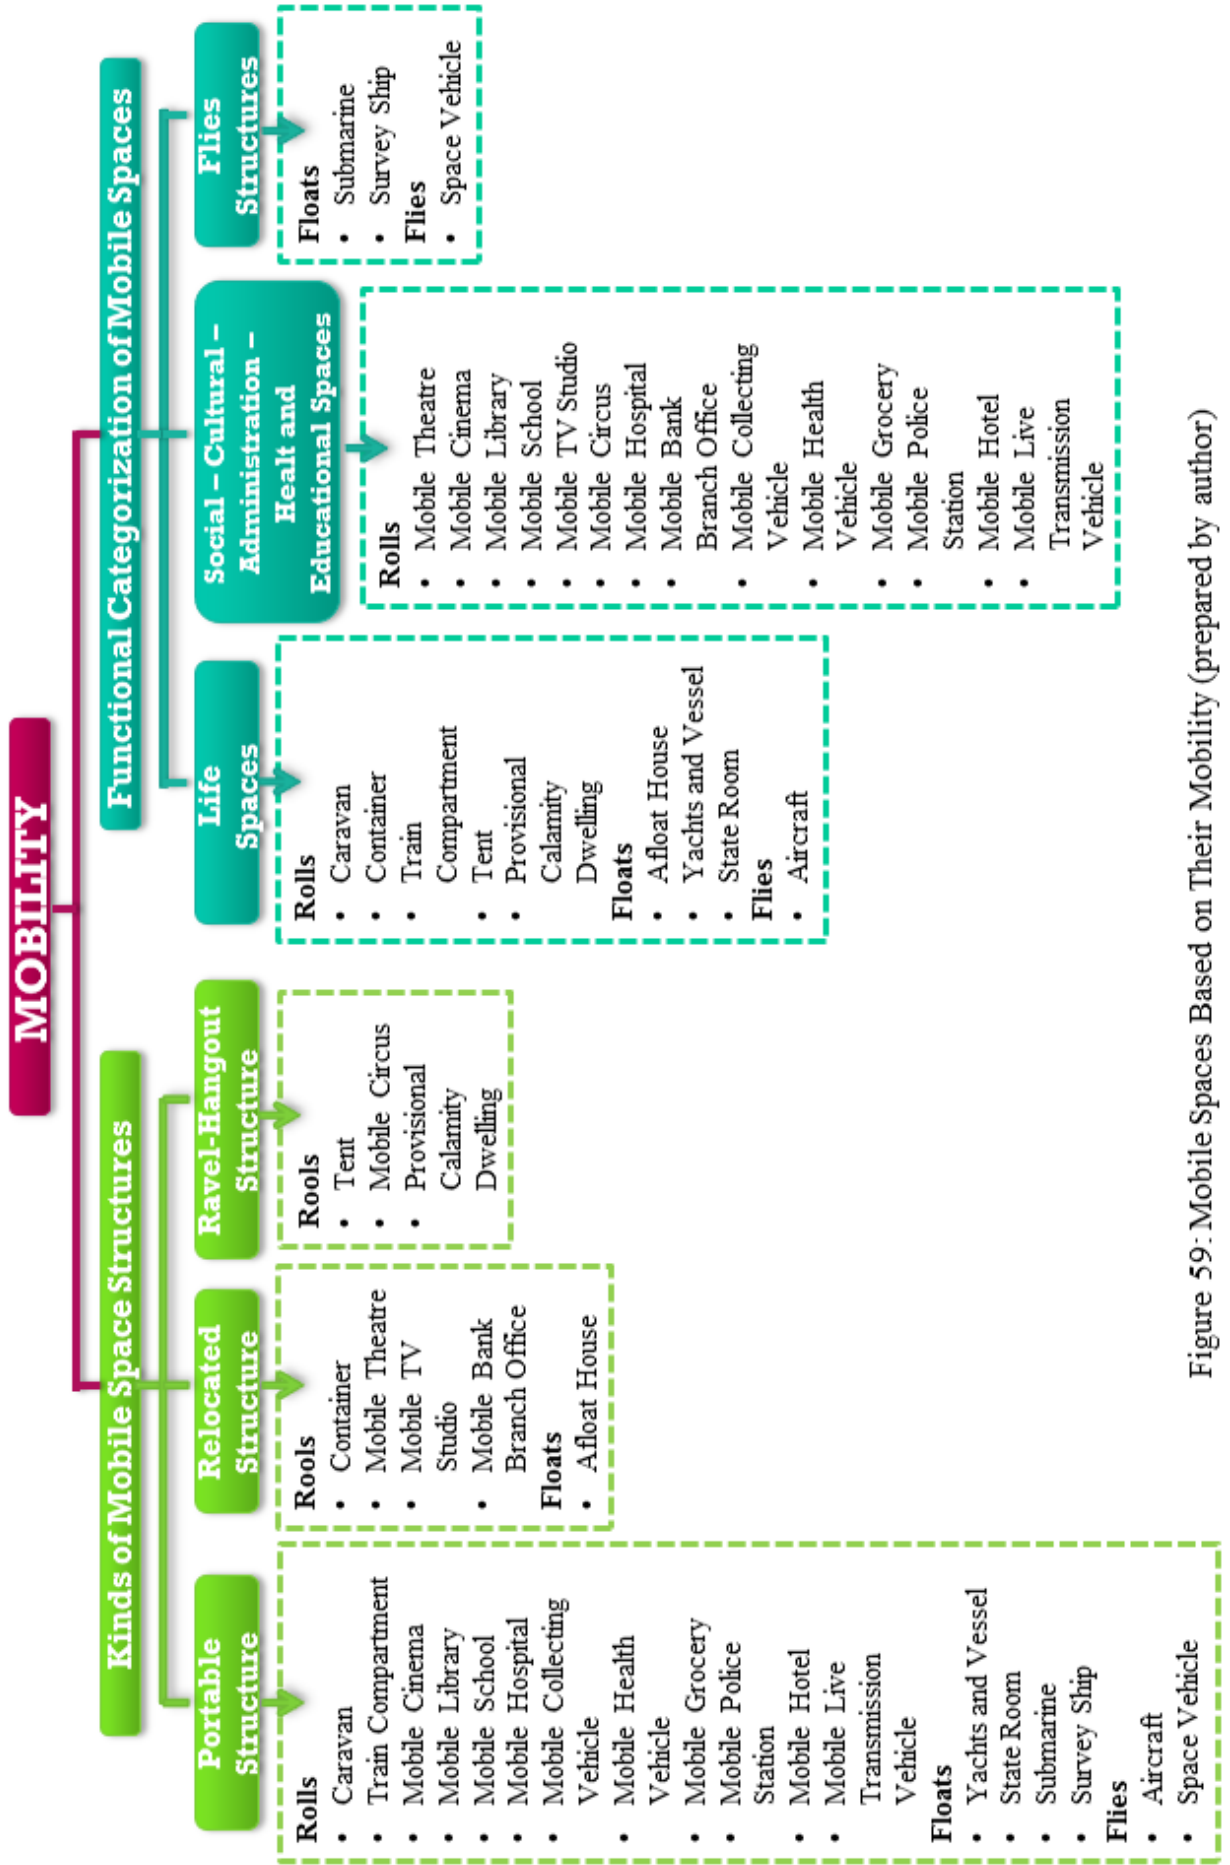 MOBILITY
Kinds of Mobile Space Structures
Portable
Structure
Rolls
• Caravan
• Train Compartment
• Mobile Cinema
• Mobile Library
• Mobile School
• Mobile Hospital
• Mobile Collecting
Vehicle
• Mobile Health
Vehicle
• Mobile Grocery
• Mobile Police
Station
• Mobile Hotel
• Mobile Live
Transmission
Vehicle
Floats
• Yachts and Vessel
• State Room
• Submarine
• Survey Ship
Flies
• Aircraft
• Space Vehicle
Relocated
Structure
Rools
• Container
• Mobile Theatre
• Mobile TV
Studio
• Mobile Bank
Branch Office
Floats
• Afloat House
Ravel-Hangout
Structure
Rools
• Tent
• Mobile Circus
• Provisional
Calamity
Dwelling
Functional Categorization of Mobile Spaces
Life
Spaces
Rolls
• Caravan
• Container
• Train
Compartment
• Tent
• Provisional
Calamity
Dwelling
Floats
• Afloat House
• Yachts and Vessel
• State Room
Flies
• Aircraft
Social – Cultural –
Administration –
Healt and
Educational Spaces
Rolls
• Mobile Theatre
• Mobile Cinema
• Mobile Library
• Mobile School
• Mobile TV Studio
• Mobile Circus
• Mobile Hospital
• Mobile Bank
Branch Office
• Mobile Collecting
Vehicle
• Mobile Health
Vehicle
• Mobile Grocery
• Mobile Police
Station
• Mobile Hotel
• Mobile Live
Transmission
Vehicle
Flies
Structures
Floats
• Submarine
• Survey Ship
Flies
• Space Vehicle
Figure 59: Mobile Spaces Based on Their Mobility (prepared by author)